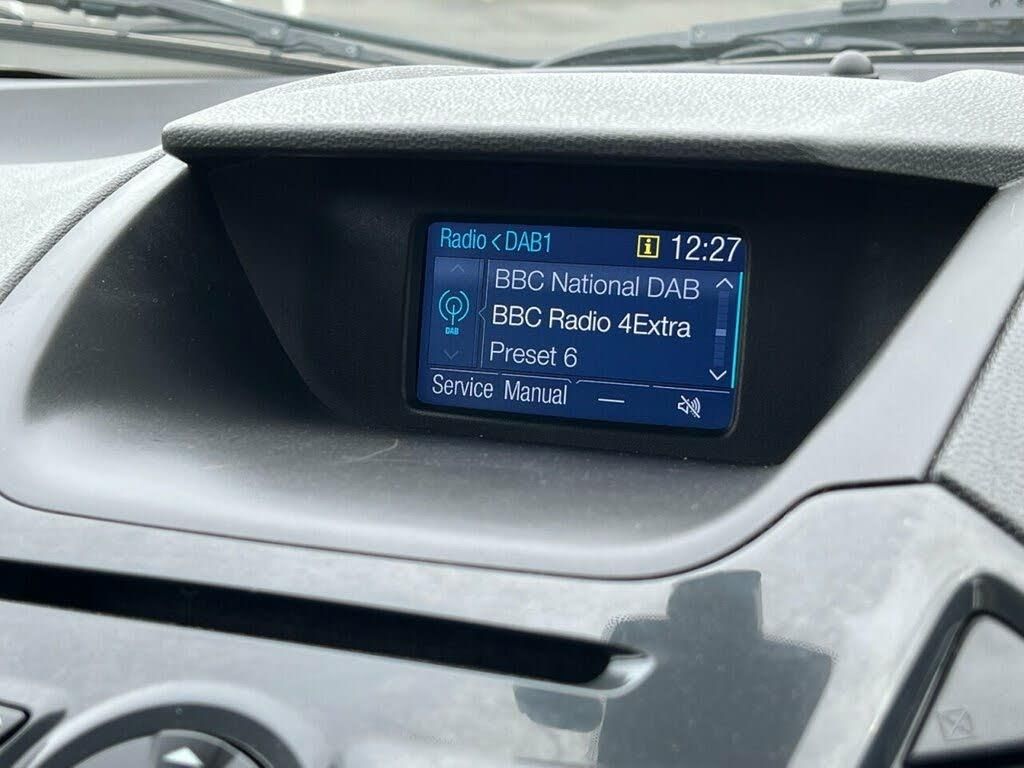 Radio < DAB1 i 12:27
BBC National DAB
BBC Radio 4Extra
DAB
Preset 6
Service Manual —